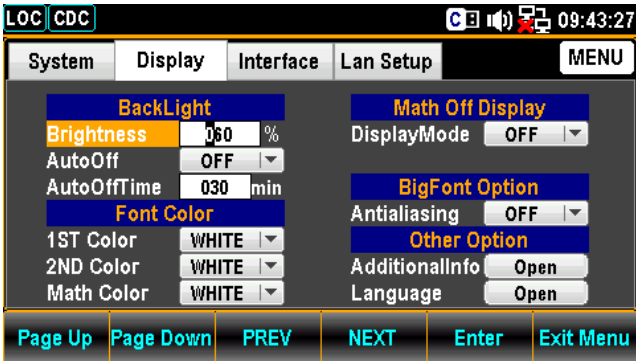 LOC CDC C 09:43:27
System Display Interface Lan Setup MENU
BackLight
Brightness 060 %
AutoOff OFF
AutoOffTime 030 min
Font Color
1ST Color WHITE
2ND Color WHITE
Math Color WHITE
Math Off Display
DisplayMode OFF
BigFont Option
Antialiasing OFF
Other Option
AdditionalInfo Open
Language Open
Page Up Page Down PREV NEXT Enter Exit Menu